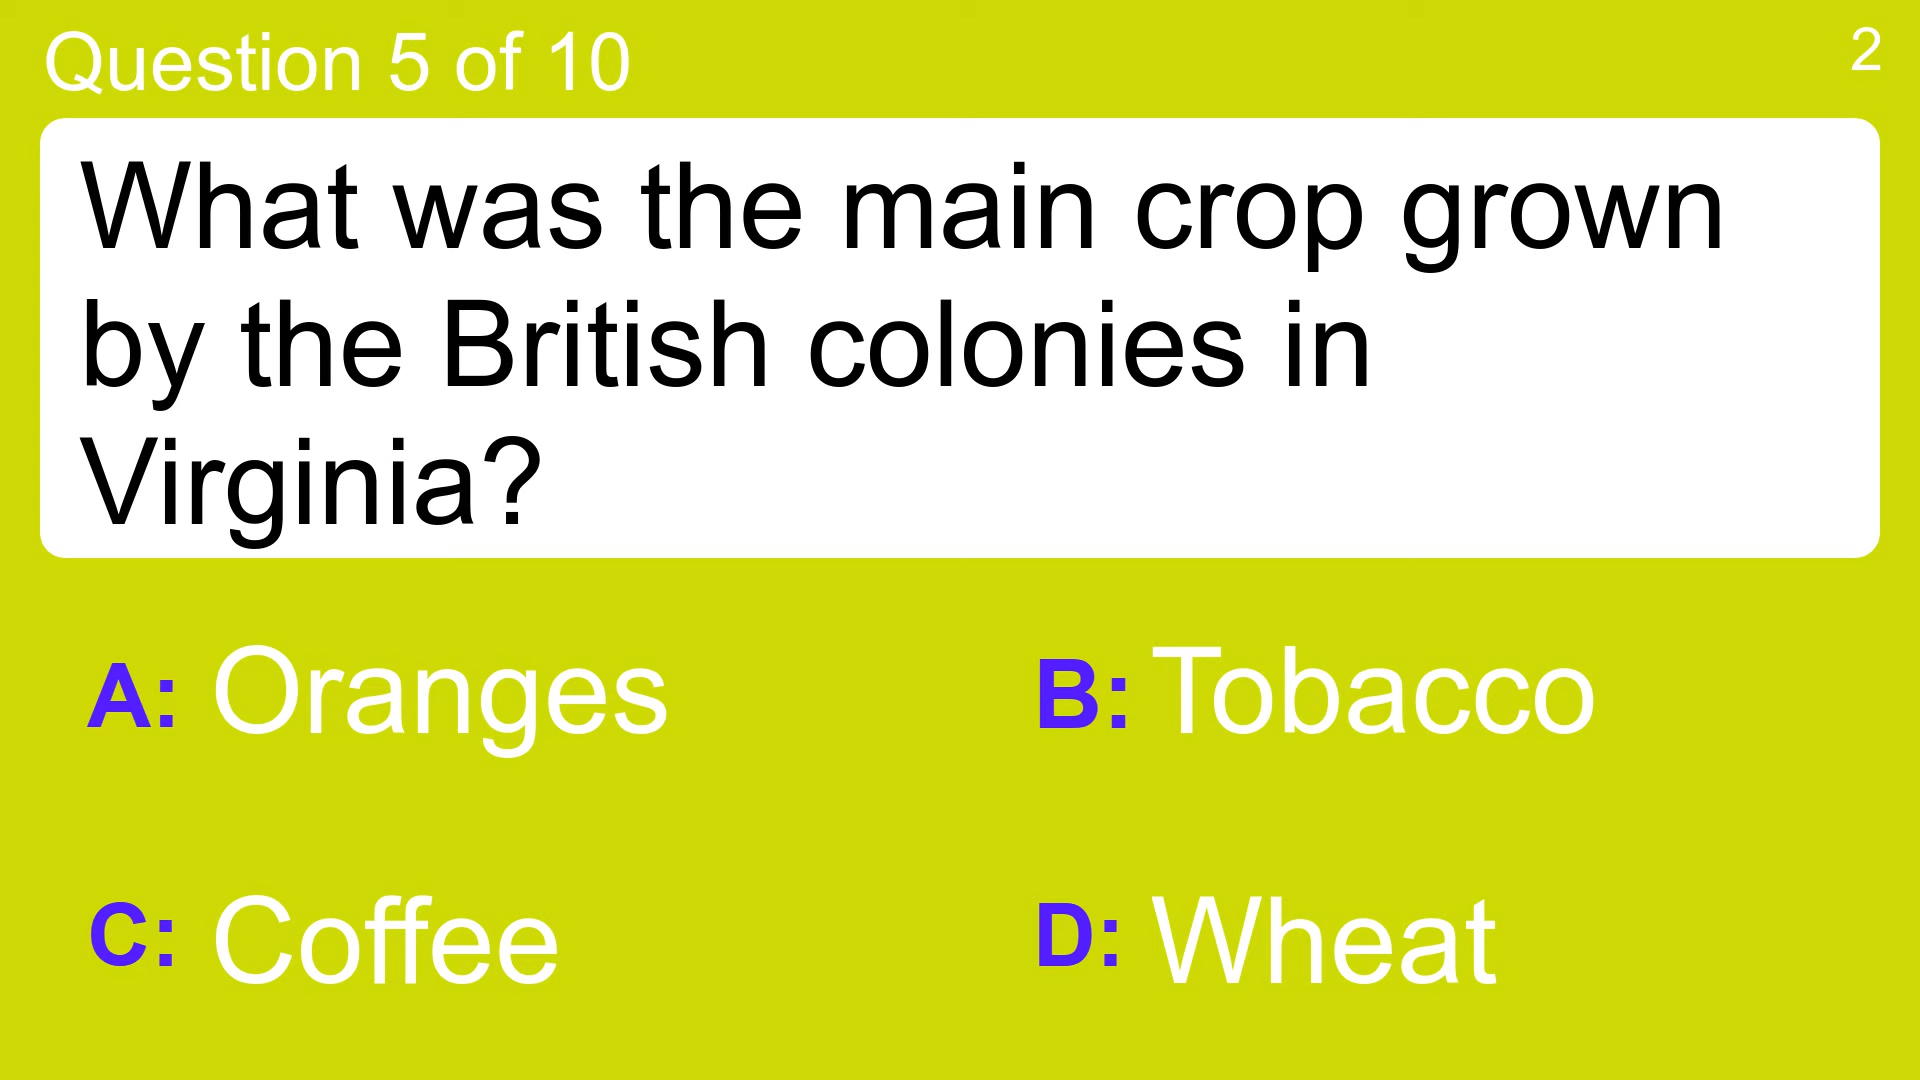 Question 5 of 10
2
What was the main crop grown
by the British colonies in
Virginia?
A: Oranges
B: Tobacco
C: Coffee
D: Wheat